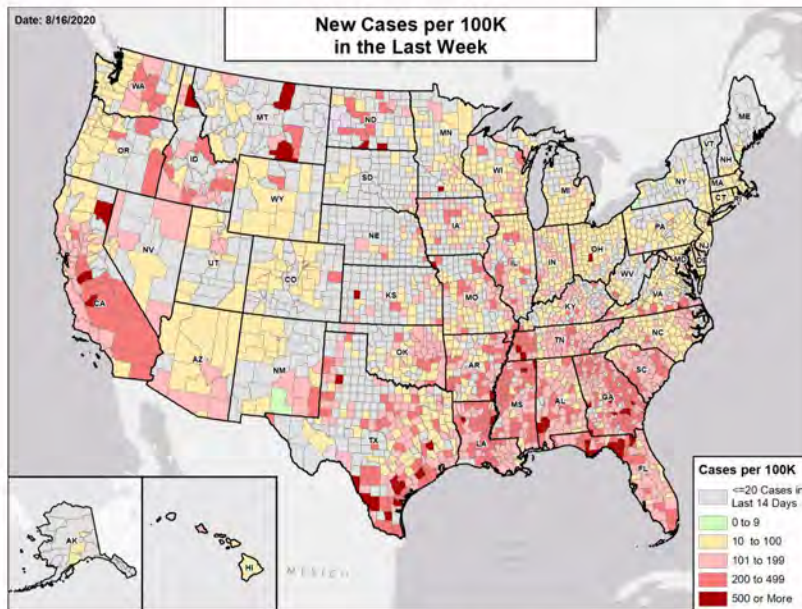 Date: 8/16/2020
New Cases per 100K
in the Last Week
WA
MT
ND
MN
ME
OR
ID
SD
WI
VT
NH
NY
MA
CT
WY
MI
IA
PA
NE
NJ
NV
UT
CO
IL
IN
OH
MD
DE
WV
CA
KS
MO
KY
VA
AZ
NM
OK
AR
TN
NC
SC
MS
AL
GA
TX
LA
FL
AK
HI
MEXICO
Cases per 100K
<=20 Cases in
Last 14 Days
0 to 9
10 to 100
101 to 199
200 to 499
500 or More